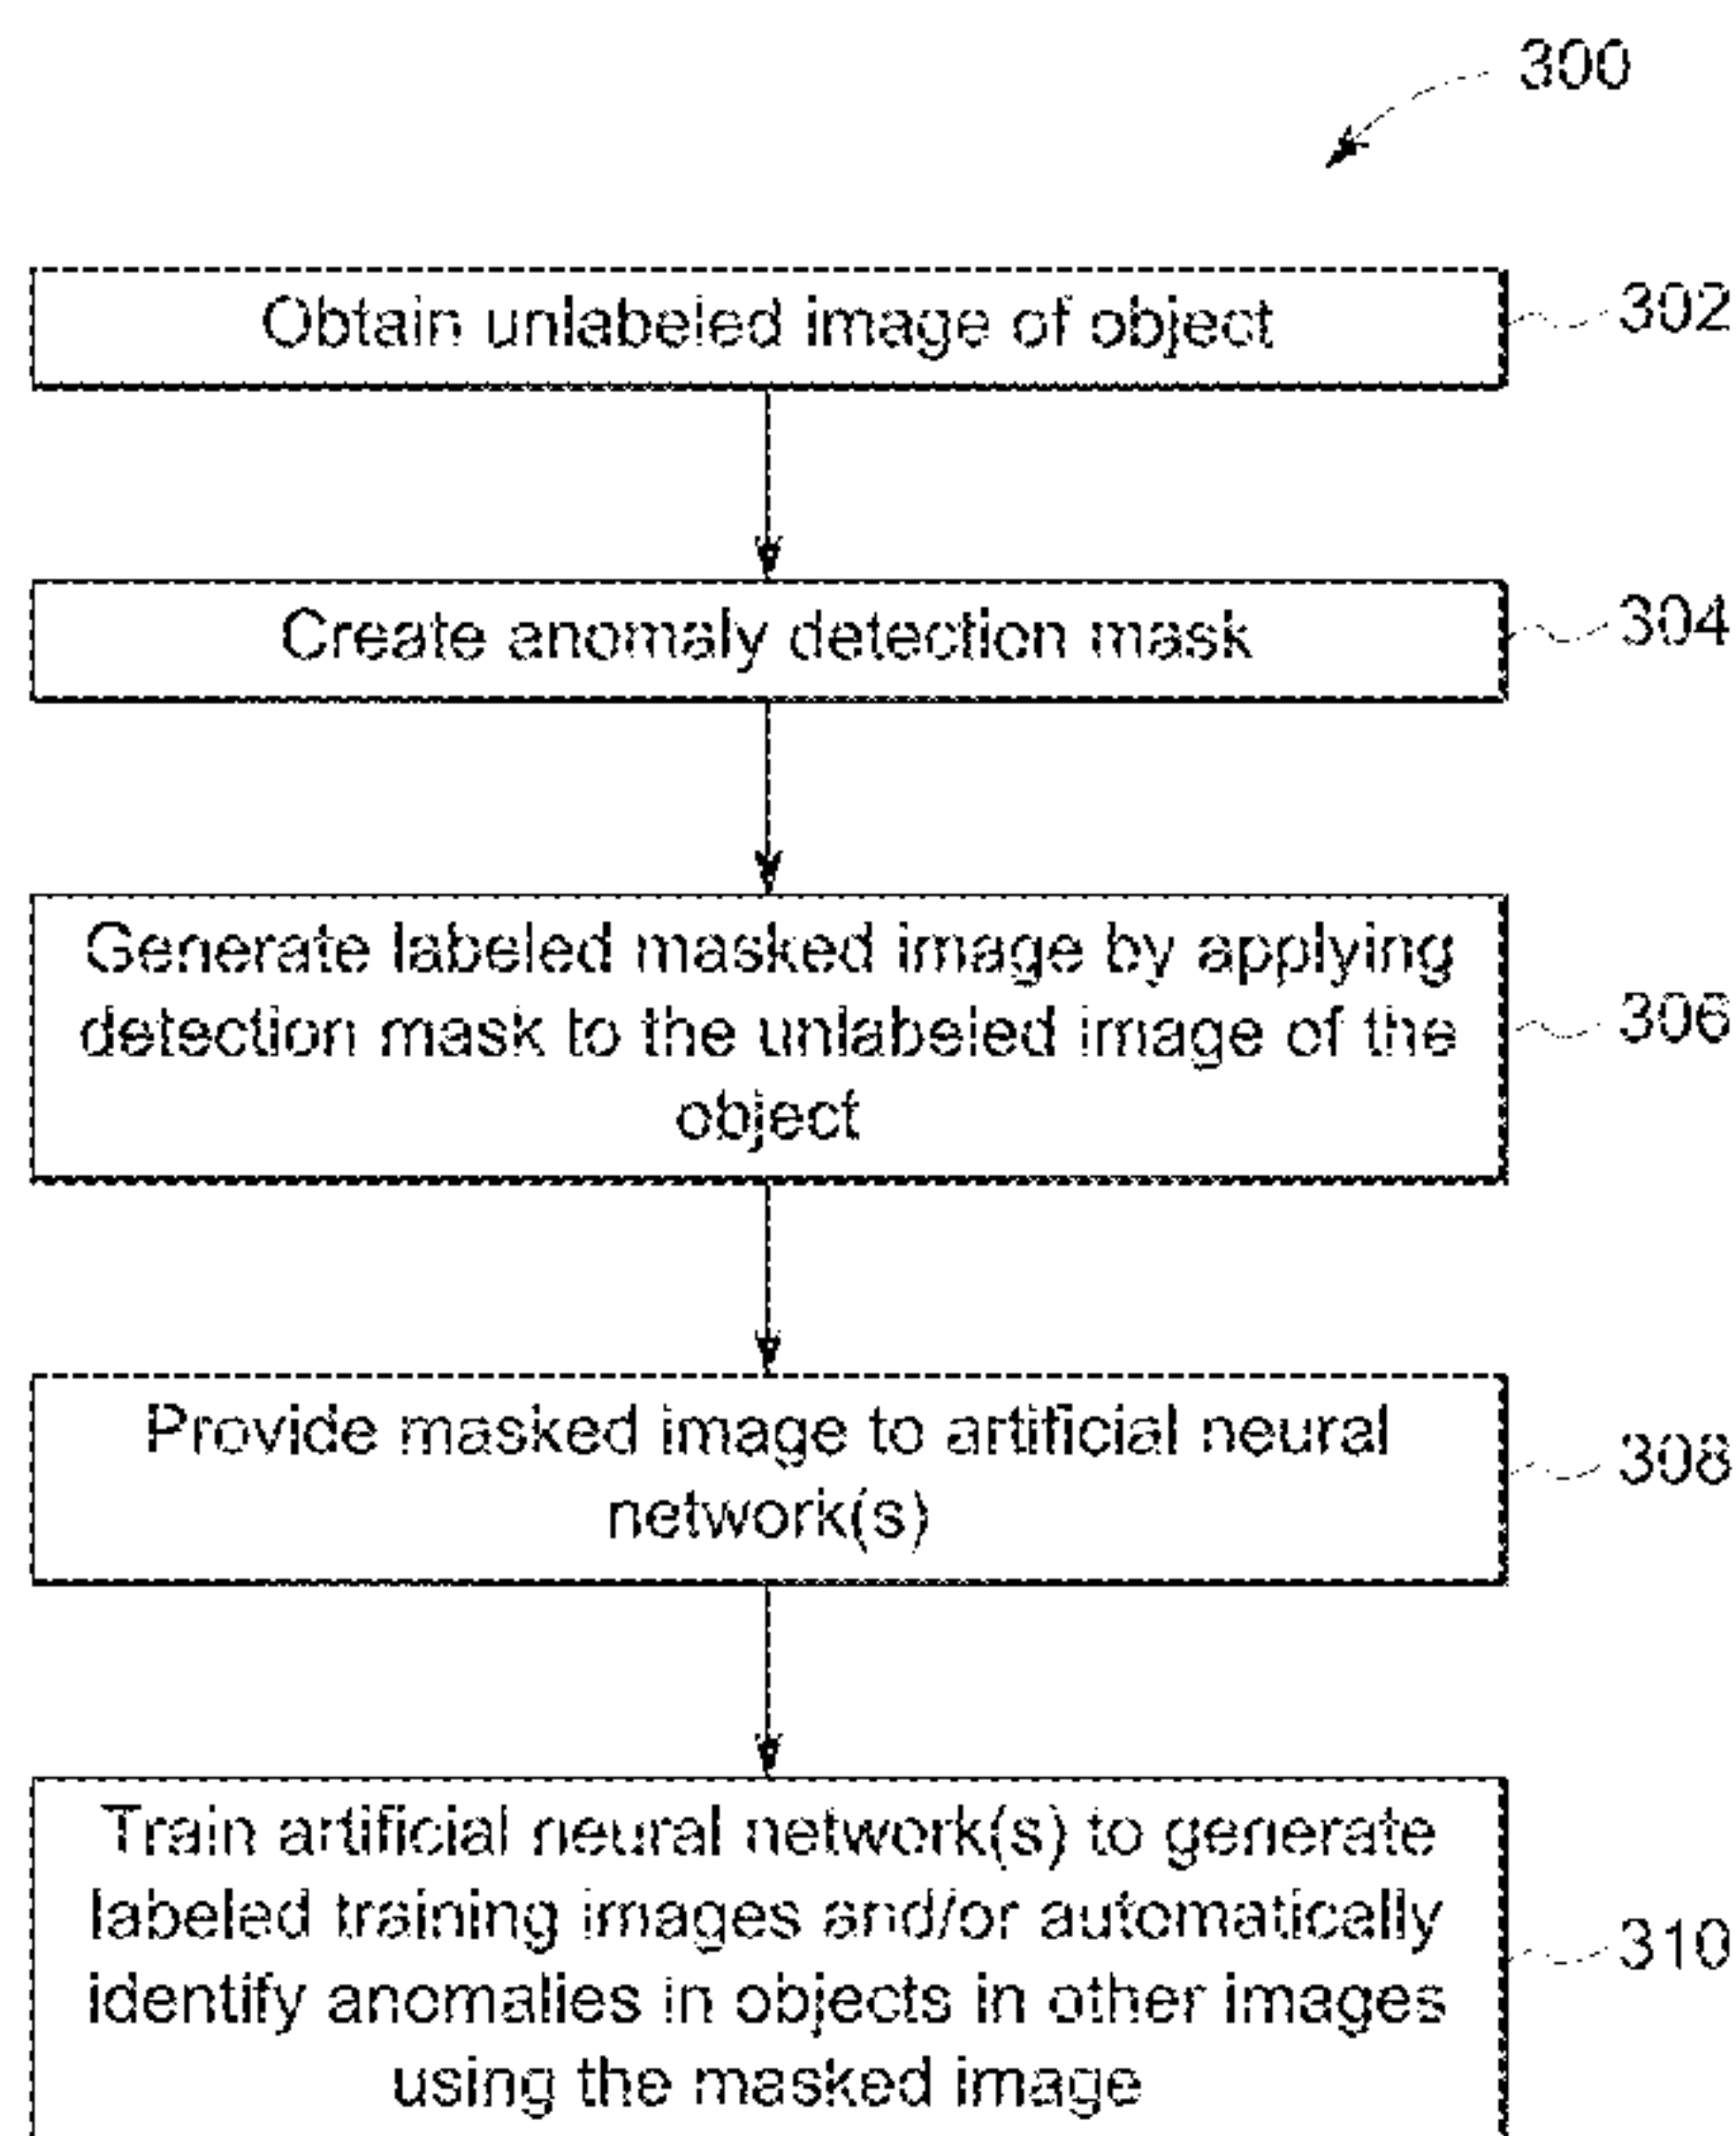 300
Obtain unlabeled image of object
302
Create anomaly detection mask
304
Generate labeled masked image by applying
detection mask to the unlabeled image of the
object
306
Provide masked image to artificial neural
network(s)
308
Train artificial neural network(s) to generate
labeled training images and/or automatically
identify anomalies in objects in other images
using the masked image
310